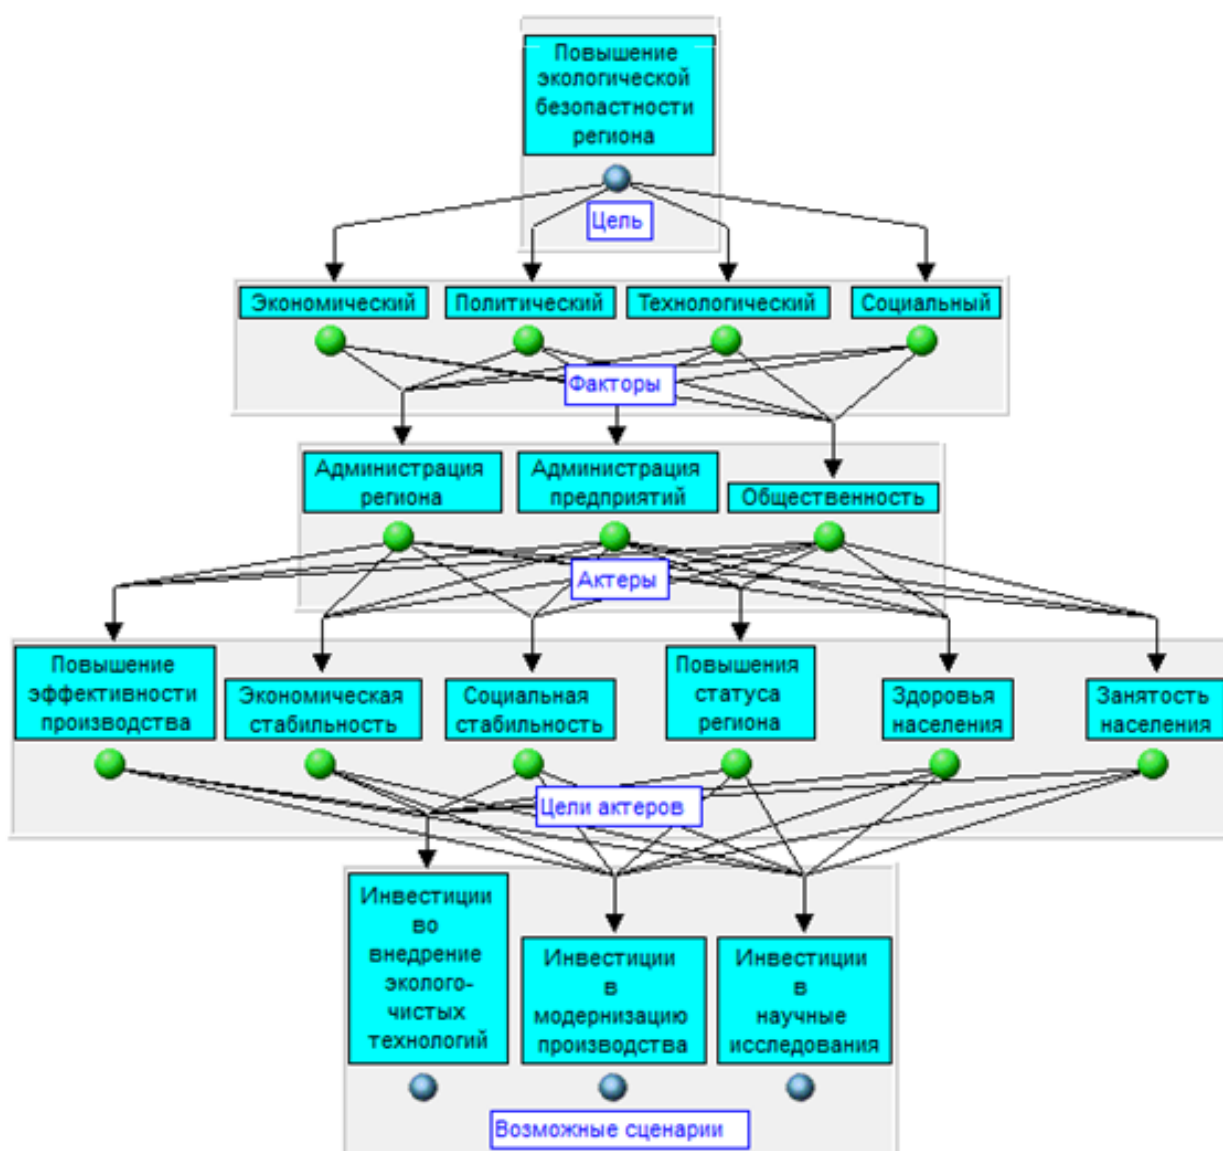 Повышение
экологической
безопастности
региона
Цель
Экономический
Политический
Технологический
Социальный
Факторы
Администрация
региона
Администрация
предприятий
Общественность
Актеры
Повышение
эффективности
производства
Экономическая
стабильность
Социальная
стабильность
Повышения
статуса
региона
Здоровья
населения
Занятость
населения
Цели актеров
Инвестиции
во
внедрение
эколого-
чистых
технологий
Инвестиции
в
модернизацию
производства
Инвестиции
в
научные
исследования
Возможные сценарии